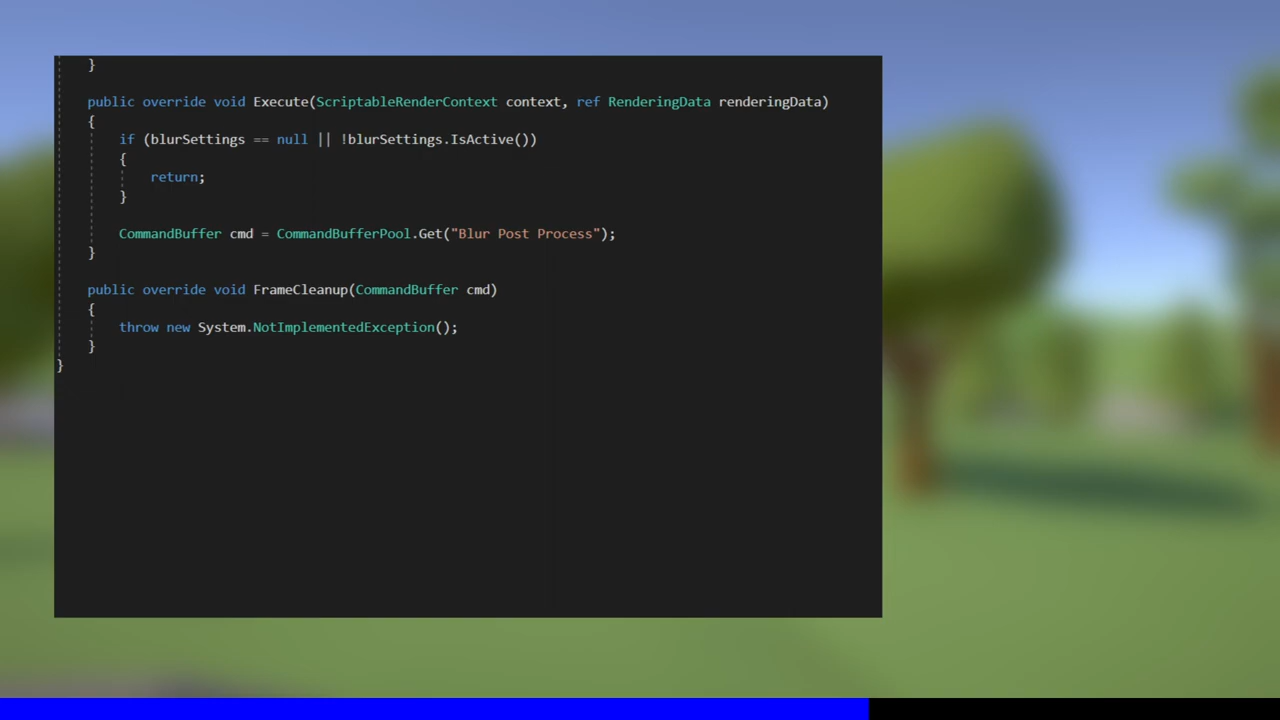 }
public override void Execute(ScriptableRenderContext context, ref RenderingData renderingData)
{
if (blurSettings == null || !blurSettings.IsActive())
{
return;
}
CommandBuffer cmd = CommandBufferPool.Get("Blur Post Process");
}
public override void FrameCleanup(CommandBuffer cmd)
{
throw new System.NotImplementedException();
}
}